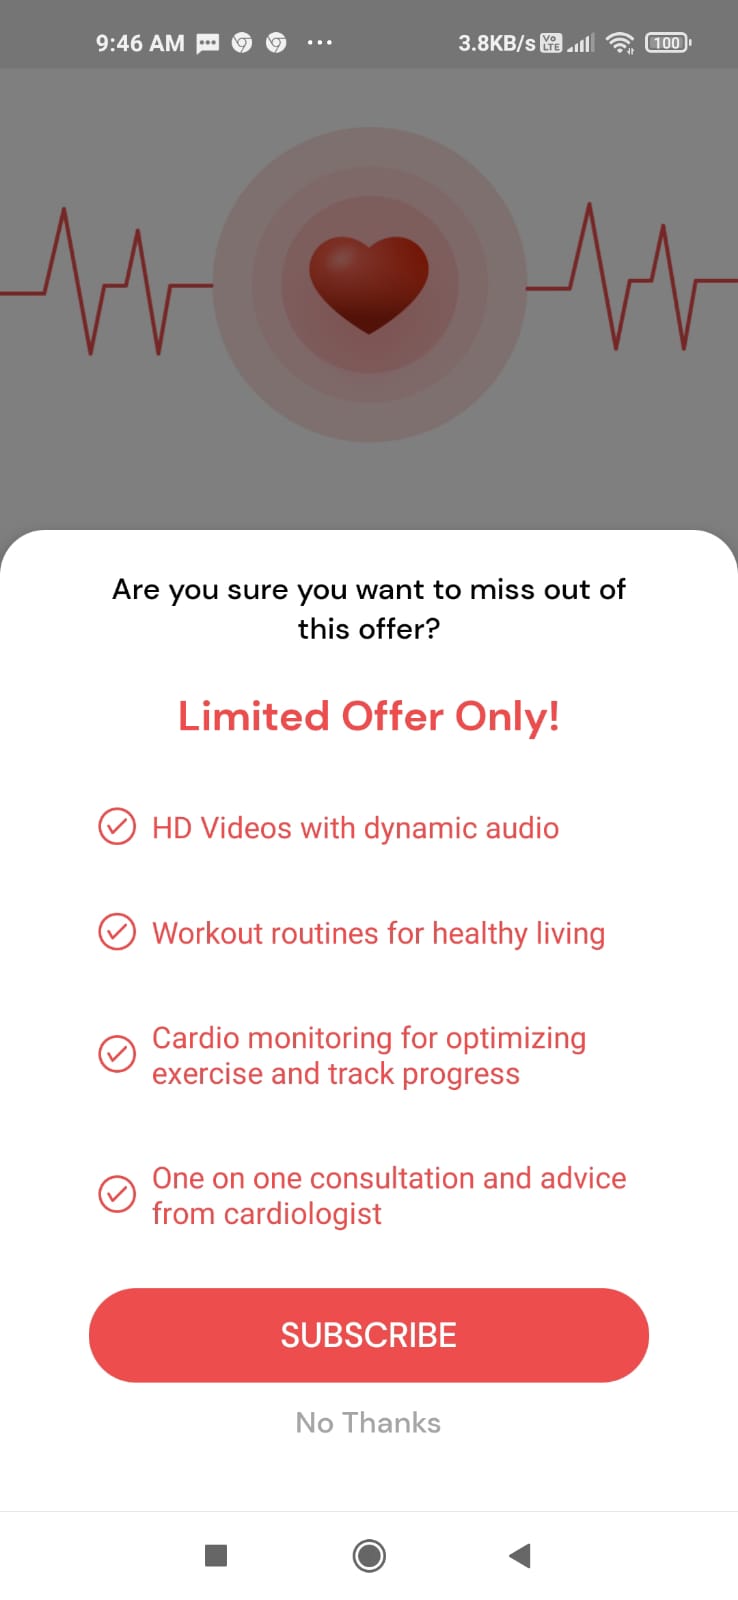 9:46 AM 3.8KB/s Vo LTE 100
Are you sure you want to miss out of
this offer?
Limited Offer Only!
HD Videos with dynamic audio
Workout routines for healthy living
Cardio monitoring for optimizing
exercise and track progress
One on one consultation and advice
from cardiologist
SUBSCRIBE
No Thanks